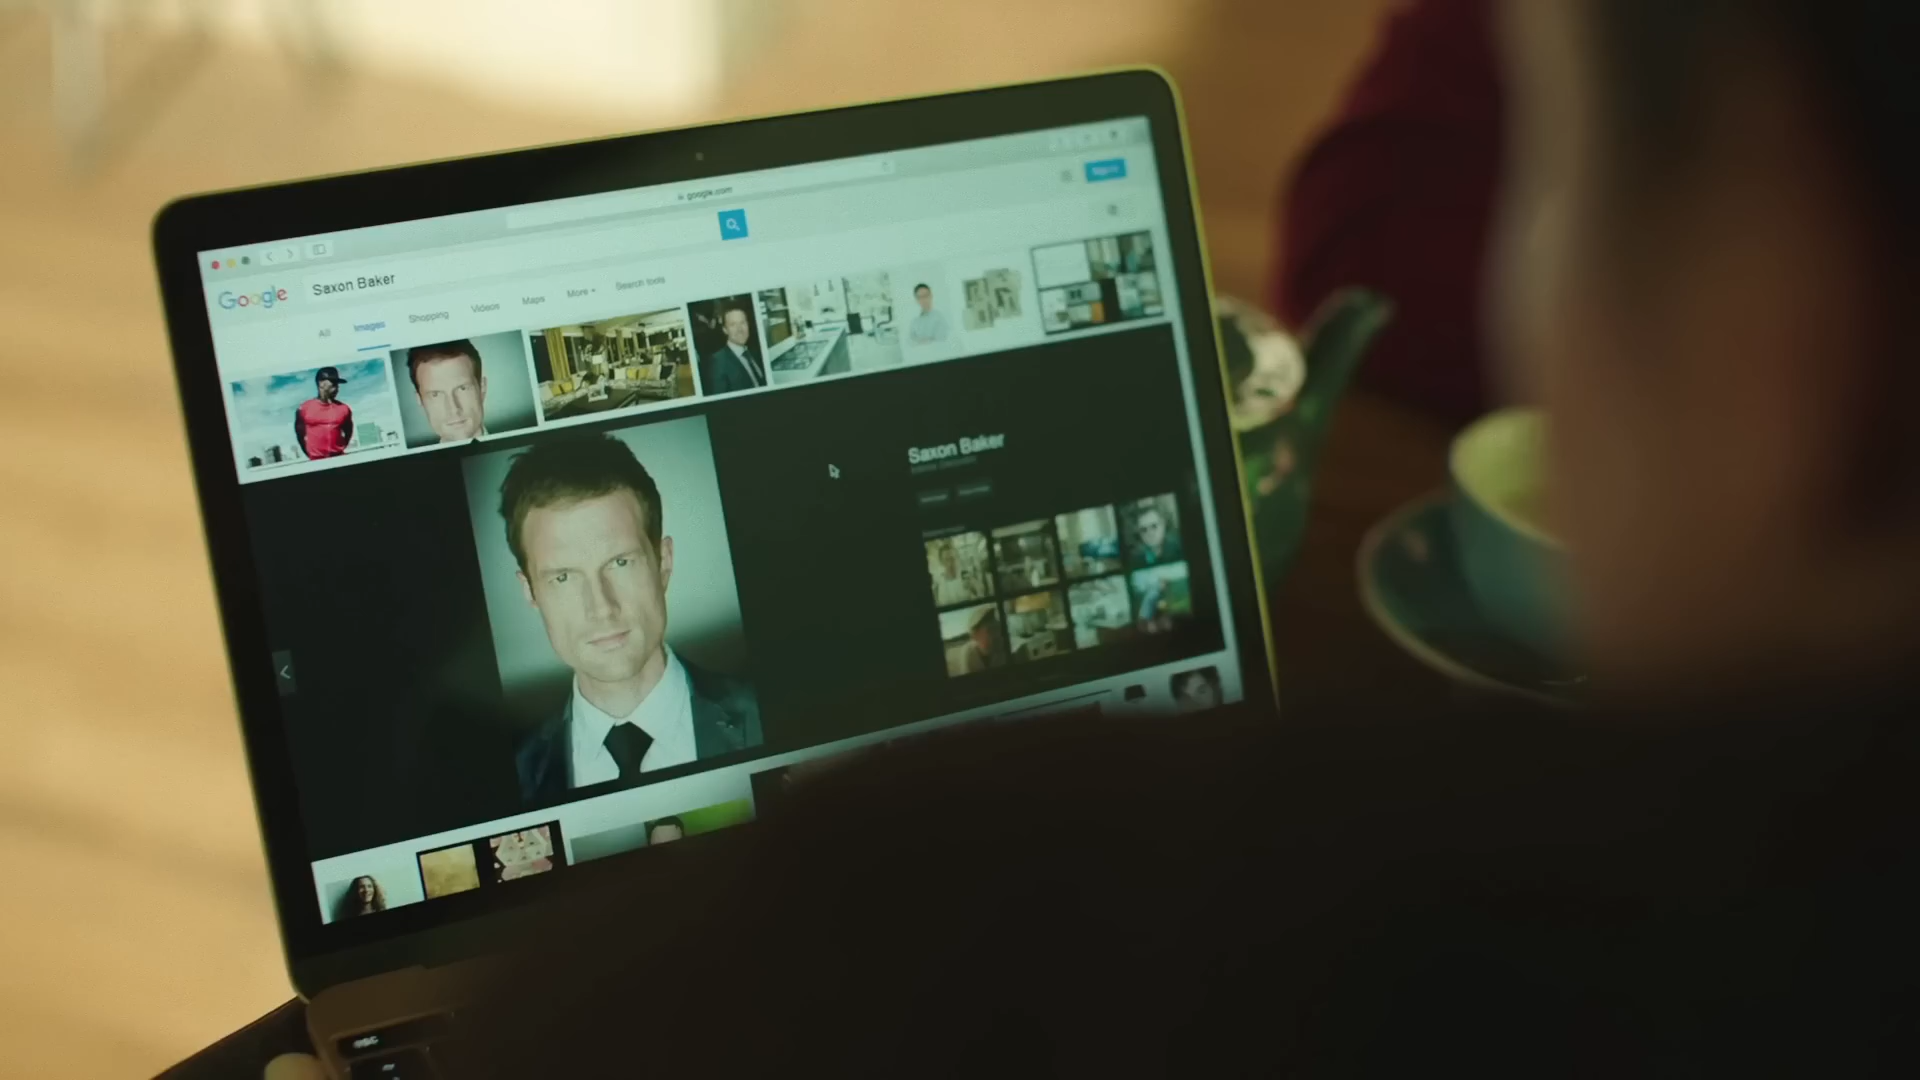 google.com
Google Saxon Baker
All Images Shopping Videos Maps More Search tools
Saxon Baker
esc